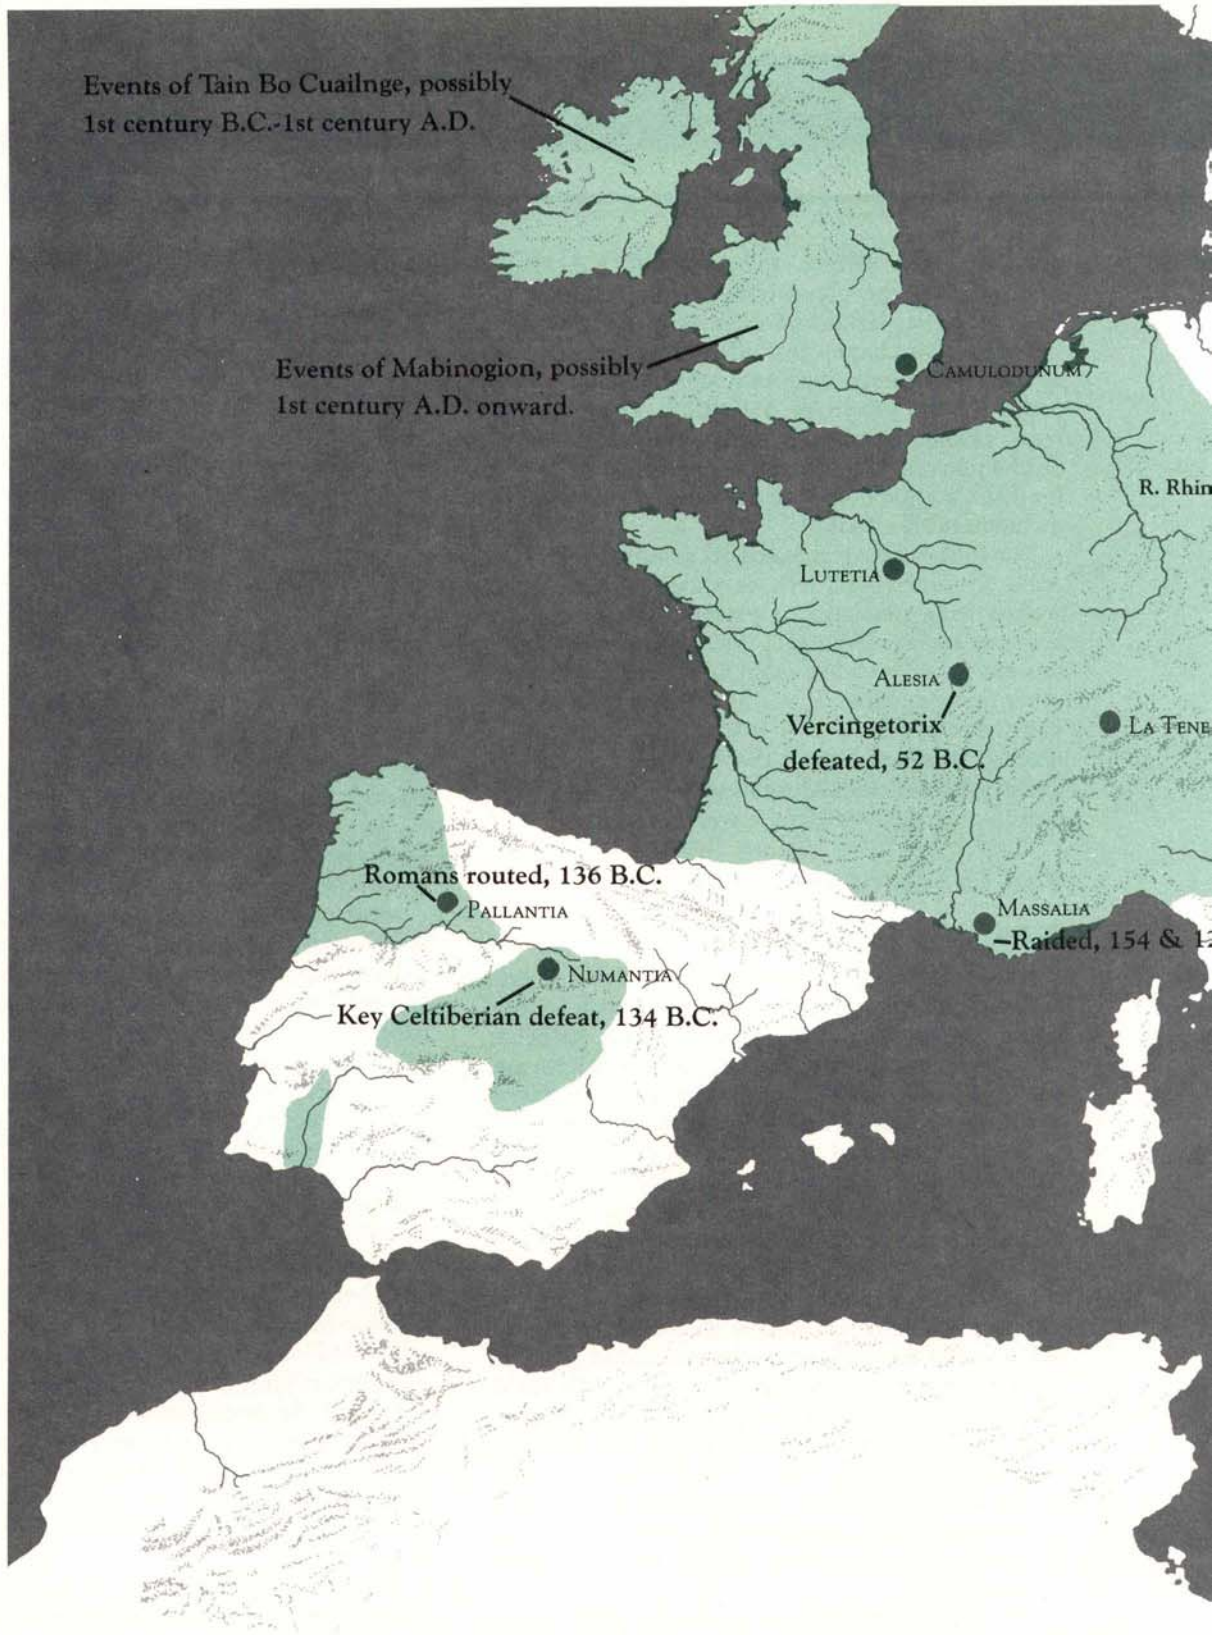 Events of Tain Bo Cuailnge, possibly
1st century B.C.-1st century A.D.
Events of Mabinogion, possibly
1st century A.D. onward.
CAMULODUNUM
R. Rhin
LUTETIA
ALESIA
Vercingetorix
defeated, 52 B.C.
LA TENE
Romans routed, 136 B.C.
PALLANTIA
MASSALIA
Raided, 154 & 12
NUMANTIA
Key Celtiberian defeat, 134 B.C.